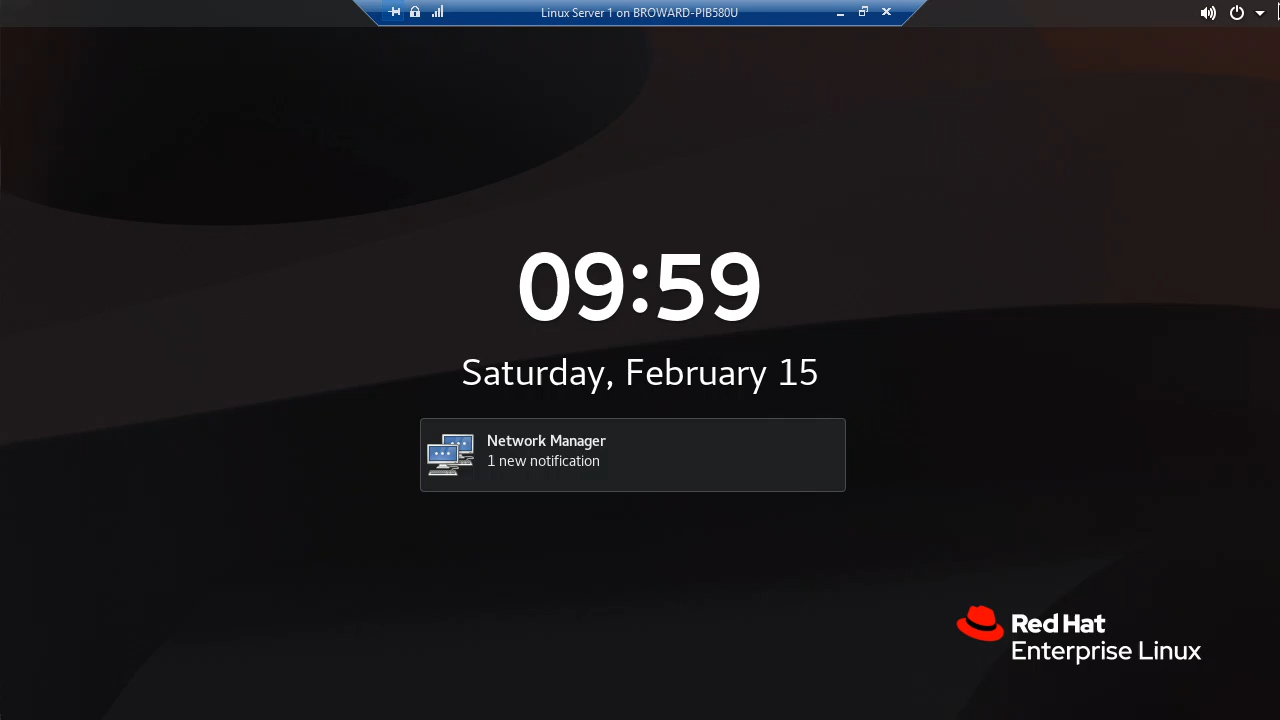 Linux Server 1 on BROWARD-PIB580U
09:59
Saturday, February 15
Network Manager
1 new notification
Red Hat
Enterprise Linux